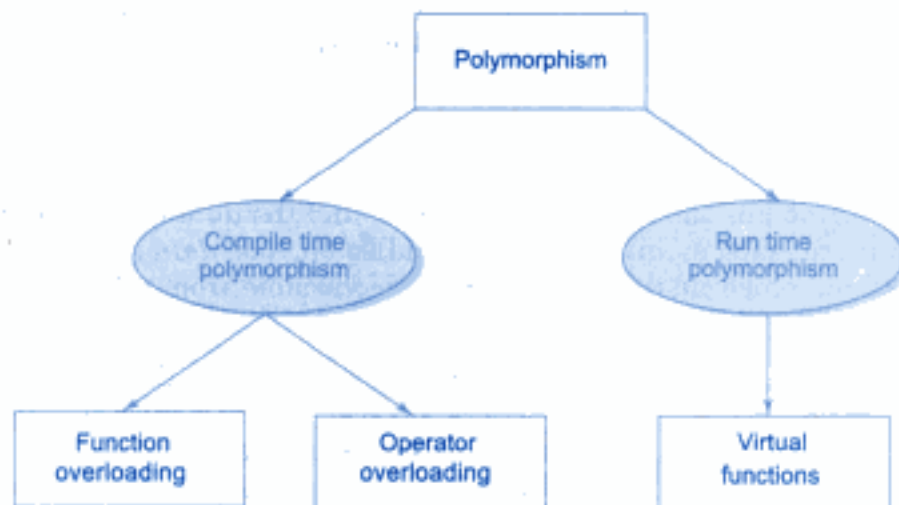 Polymorphism
Compile time
polymorphism
Run time
polymorphism
Function
overloading
Operator
overloading
Virtual
functions